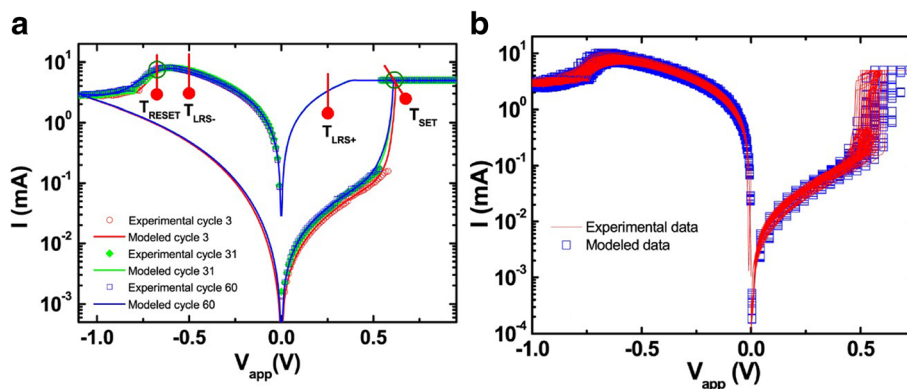 a
I (mA)
10¹
10⁰
10⁻¹
10⁻²
10⁻³
T_RESET
T_LRS-
T_LRS+
T_SET
Experimental cycle 3
Modeled cycle 3
Experimental cycle 31
Modeled cycle 31
Experimental cycle 60
Modeled cycle 60
-1.0
-0.5
0.0
0.5
V_app(V)
b
I (mA)
10¹
10⁰
10⁻¹
10⁻²
10⁻³
10⁻⁴
Experimental data
Modeled data
-1.0
-0.5
0.0
0.5
V_app (V)